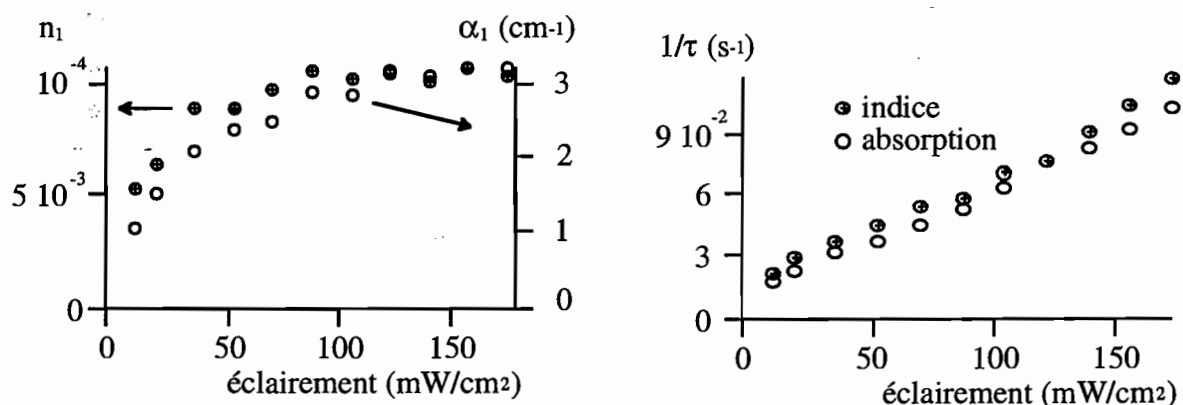 n₁
α₁ (cm-1)
10⁻⁴
5 10⁻³
0
3
2
1
0
0
50
100
150
éclairement (mW/cm²)
1/τ (s-1)
indice
absorption
9 10⁻²
6
3
0
0
50
100
150
éclairement (mW/cm²)